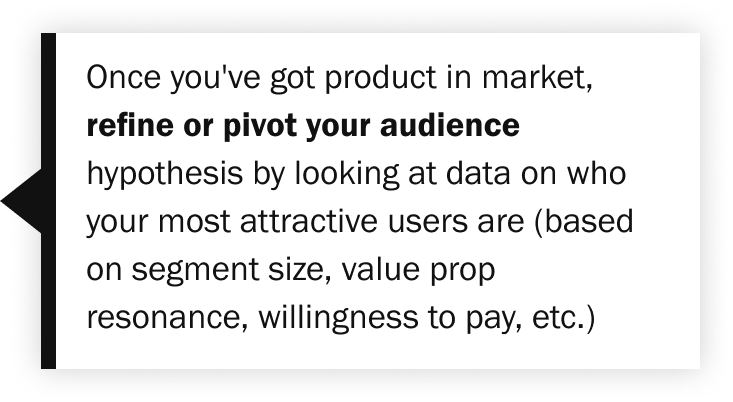 Once you've got product in market,
refine or pivot your audience
hypothesis by looking at data on who
your most attractive users are (based
on segment size, value prop
resonance, willingness to pay, etc.)